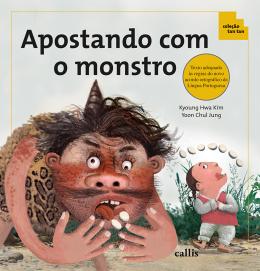 coleção
tan tan
Apostando com
o monstro
Texto adequado
às regras do novo
acordo ortográfico da
Língua Portuguesa
Kyoung Hwa Kim
Yoon Chul Jung
callis